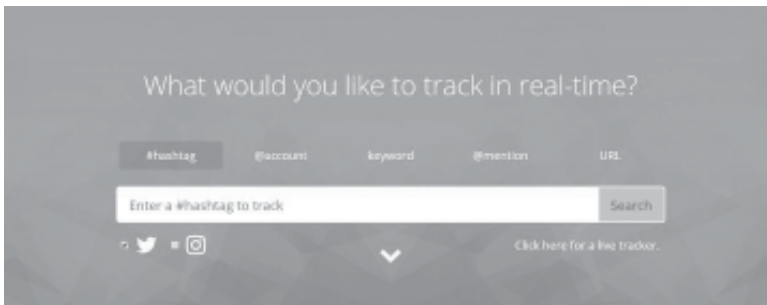 What would you like to track in real-time?
#hashtag @account keyword @mention URL
Enter a #hashtag to track Search
Click here for a live tracker.